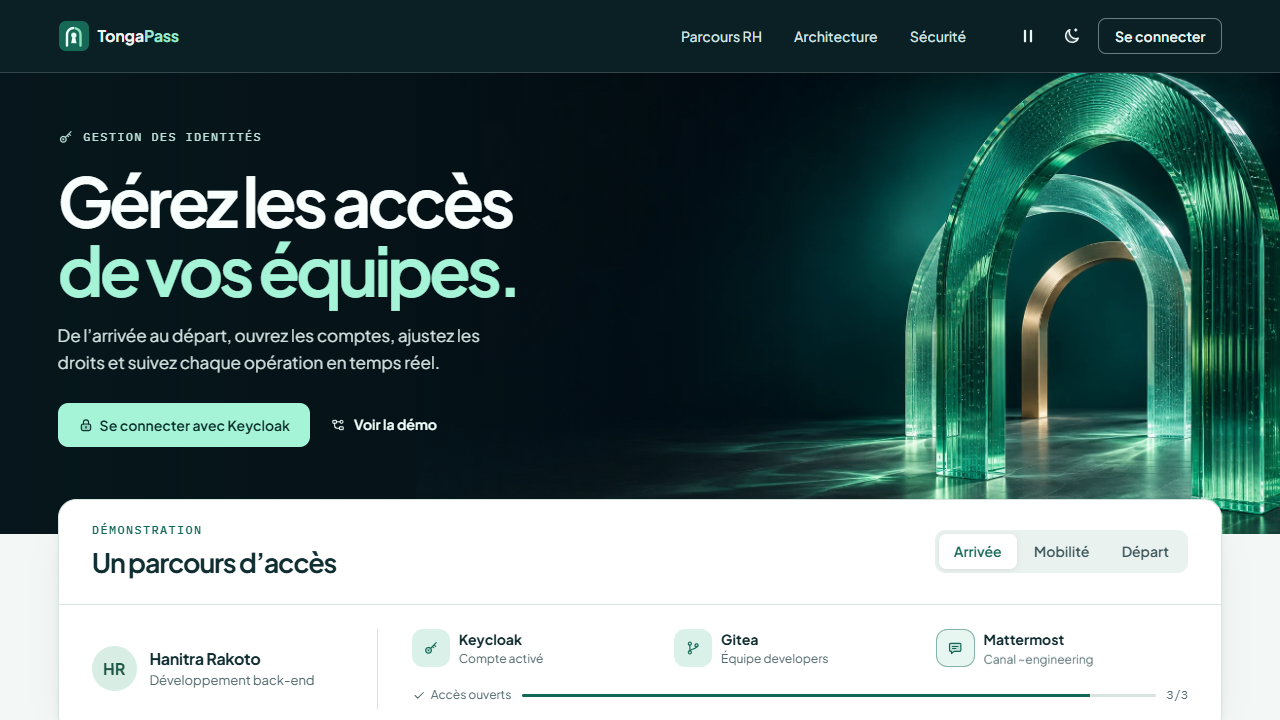 TongaPass
Parcours RH
Architecture
Sécurité
Se connecter
GESTION DES IDENTITÉS
Gérez les accès
de vos équipes.
De l’arrivée au départ, ouvrez les comptes, ajustez les
droits et suivez chaque opération en temps réel.
Se connecter avec Keycloak
Voir la démo
DÉMONSTRATION
Un parcours d’accès
Arrivée
Mobilité
Départ
HR
Hanitra Rakoto
Développement back-end
Keycloak
Compte activé
Gitea
Équipe developers
Mattermost
Canal ~engineering
Accès ouverts
3/3